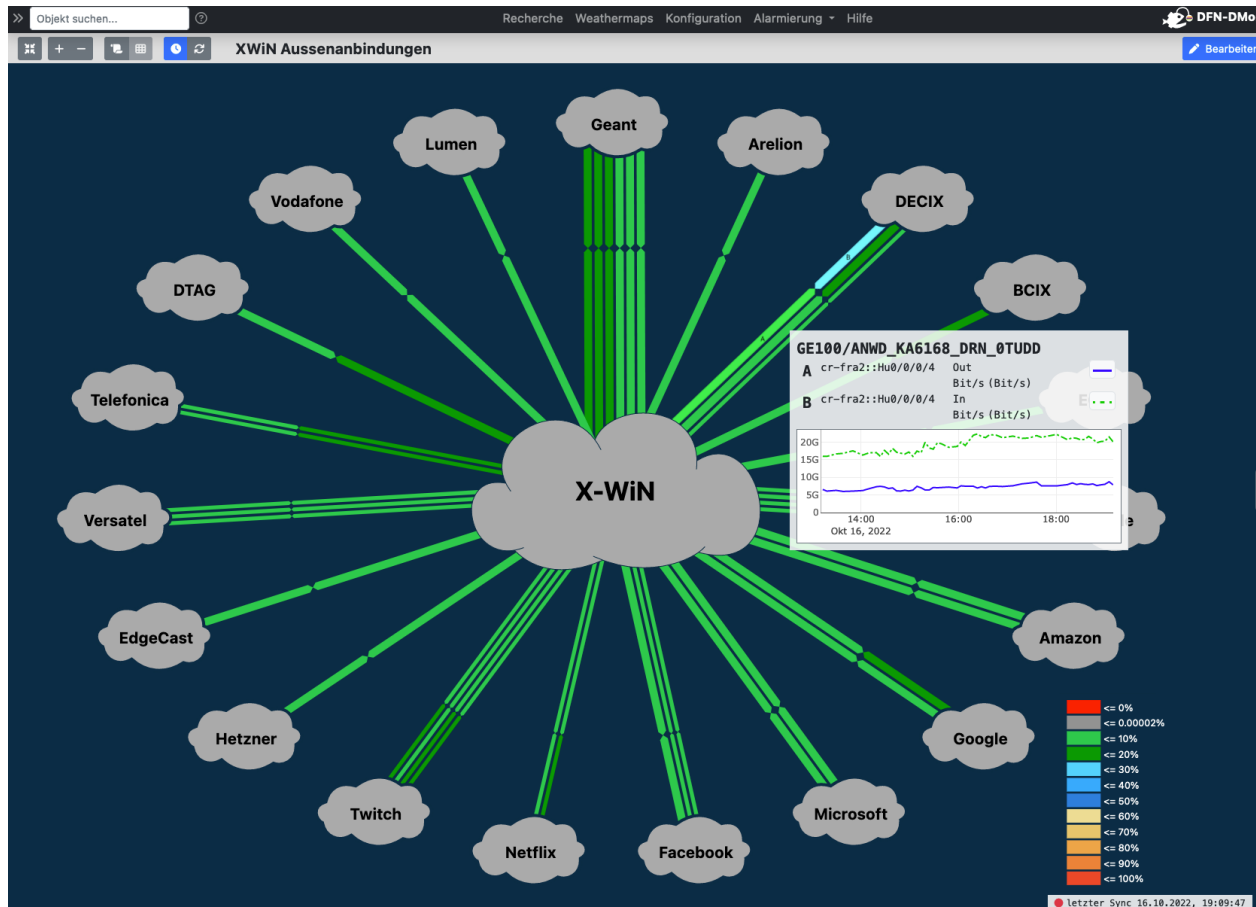 Objekt suchen...
Recherche Weathermaps Konfiguration Alarmierung Hilfe
DFN-DMo
XWiN Aussenanbindungen
Bearbeiten
Geant
Lumen
Arelion
Vodafone
DECIX
B
DTAG
BCIX
A
GE100/ANWD_KA6168_DRN_0TUDD
A cr-fra2::Hu0/0/0/4 Out
Bit/s (Bit/s)
B cr-fra2::Hu0/0/0/4 In
Bit/s (Bit/s)
E
Telefonica
20G
15G
10G
5G
0
14:00 16:00 18:00
Okt 16, 2022
X-WiN
Versatel
e
EdgeCast
Amazon
Hetzner
Google
Twitch
Microsoft
Netflix
Facebook
<= 0%
<= 0.00002%
<= 10%
<= 20%
<= 30%
<= 40%
<= 50%
<= 60%
<= 70%
<= 80%
<= 90%
<= 100%
letzter Sync 16.10.2022, 19:09:47